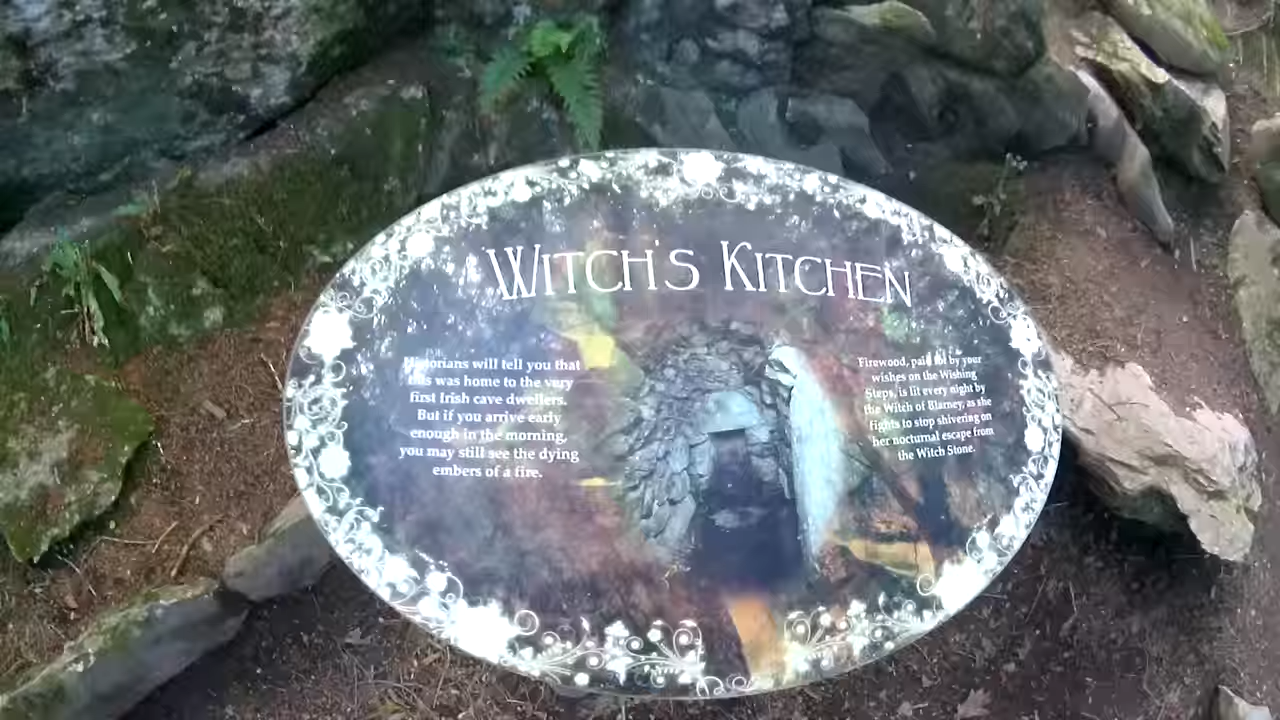 WITCH'S KITCHEN
Historians will tell you that
this was home to the very
first Irish cave dwellers.
But if you arrive early
enough in the morning,
you may still see the dying
embers of a fire.
Firewood, paid for by your
wishes on the Wishing
Steps, is lit every night by
the Witch of Blarney, as she
fights to stop shivering on
her nocturnal escape from
the Witch Stone.